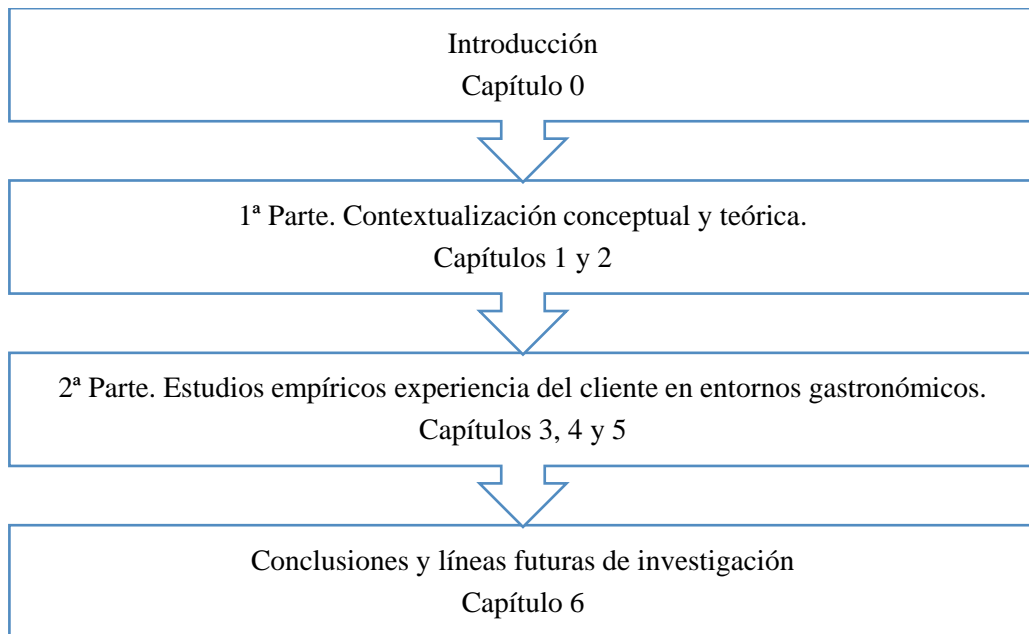 Introducción
Capítulo 0
1ª Parte. Contextualización conceptual y teórica.
Capítulos 1 y 2
2ª Parte. Estudios empíricos experiencia del cliente en entornos gastronómicos.
Capítulos 3, 4 y 5
Conclusiones y líneas futuras de investigación
Capítulo 6